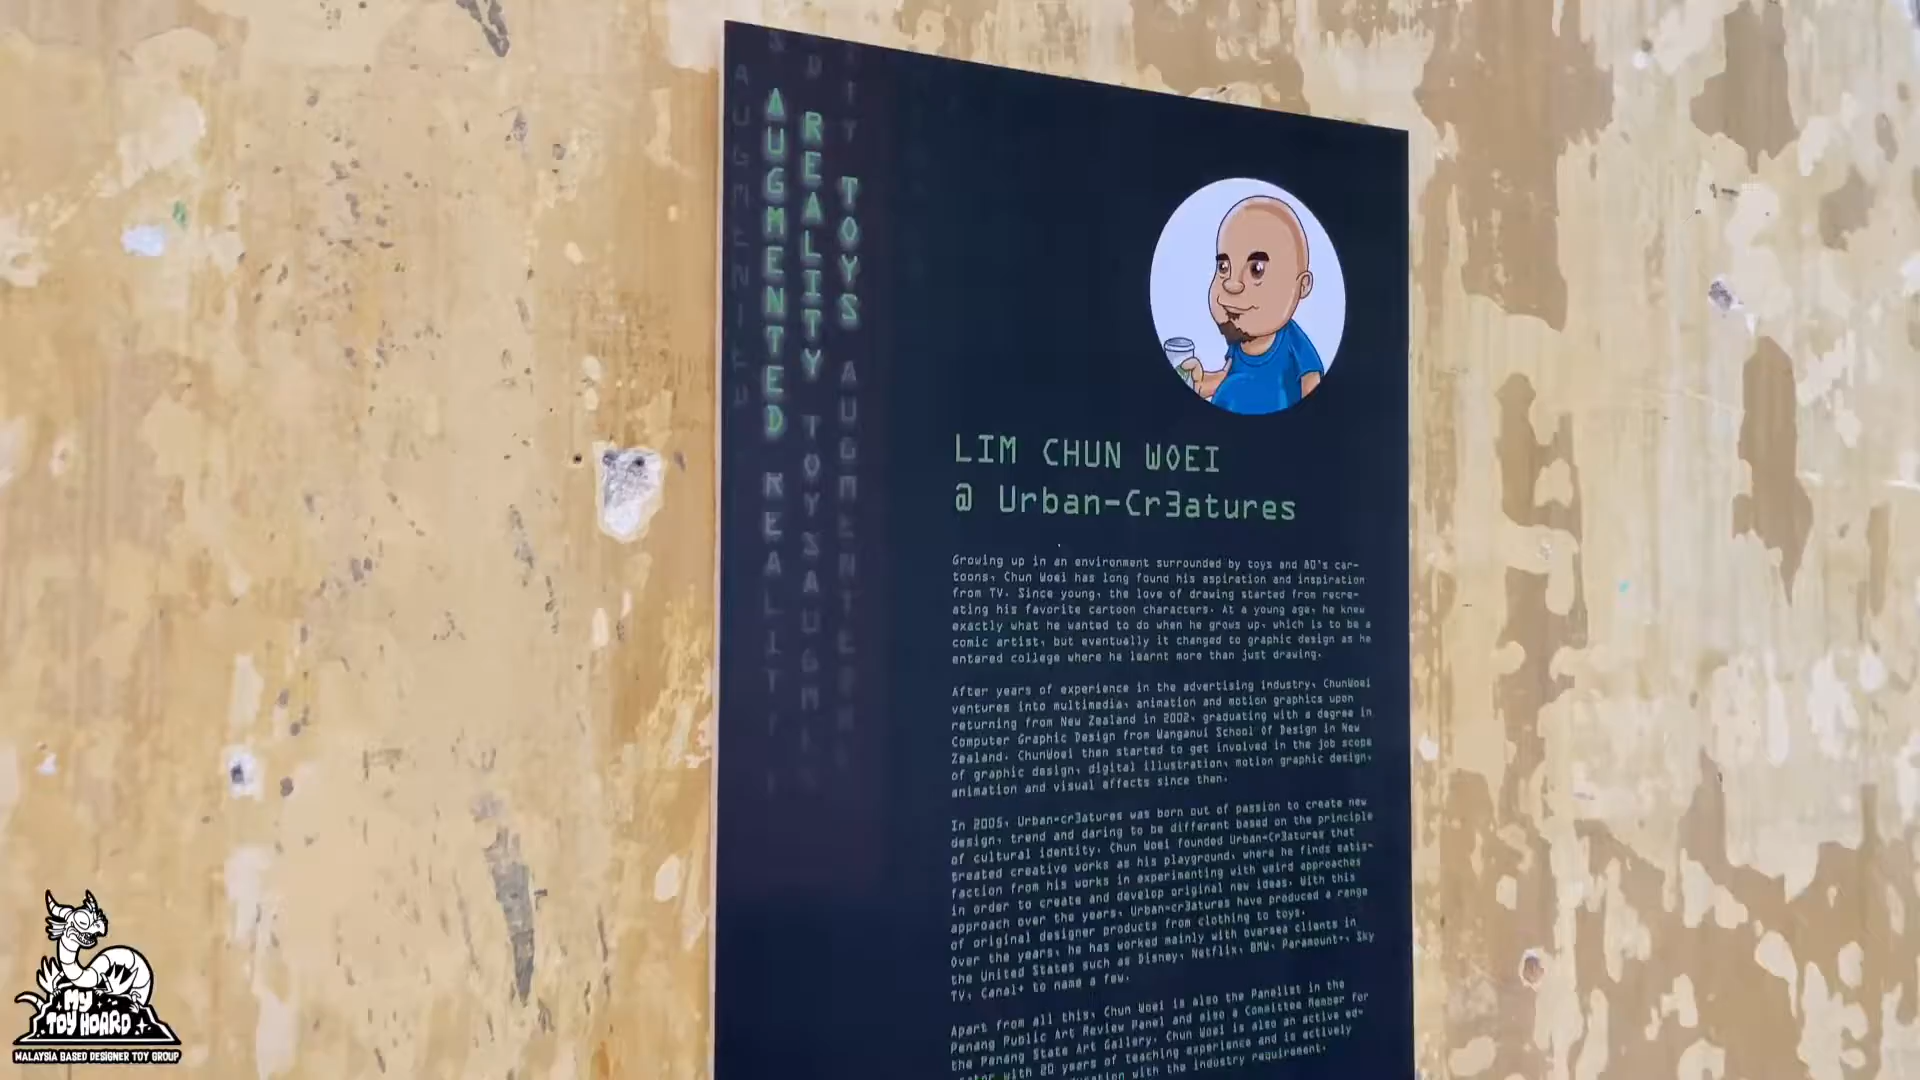 AUGMENTED
REALITY
TOYS
LIM CHUN WOEI
@ Urban-Cr3atures
Growing up in an environment surrounded by toys and 80's car-
toons, Chun Woei has long found his aspiration and inspiration
from TV. Since young, the love of drawing started from recre-
ating his favorite cartoon characters. At a young age, he knew
exactly what he wanted to do when he grows up, which is to be a
comic artist, but eventually it changed to graphic design as he
entared college where he learnt more than just drawing.
After years of experience in the advertising industry, ChunWoei
ventures into multimedia, animation and motion graphics upon
returning from New Zealand in 2002, graduating with a degree in
Computer Graphic Design from Wanganui School Of Design in New
Zealand. ChunWoei then started to get involved in the job scope
of graphic design, digital illustration, motion graphic design,
animation and visual effects since then.
In 2005, Urban-cr3atures was born out of passion to create new
design, trend and daring to be different based on the principle
of cultural identity. Chun Woei founded Urban-Cr3atures that
treated creative works as his playground, where he finds satis-
faction from his works in experimenting with weird approaches
in order to create and develop original new ideas. With this
approach over the years, Urban-cr3atures have produced a range
of original designer products from clothing to toys.
Over the years, he has worked mainly with oversea clients in
the United States such as Disney, Netflix, BMW, Paramount+, Sky
TV, Canal+ to name a few.
Apart from all this, Chun Woei is also the Panelist in the
Penang Public Art Review Panel and also a Committee Member for
the Penang State Art Gallery. Chun Woei is also an active ed-
with 20 years of teaching experience and is actively
with the industry requirement.
MY
TOY HOARD
MALAYSIA BASED DESIGNER TOY GROUP